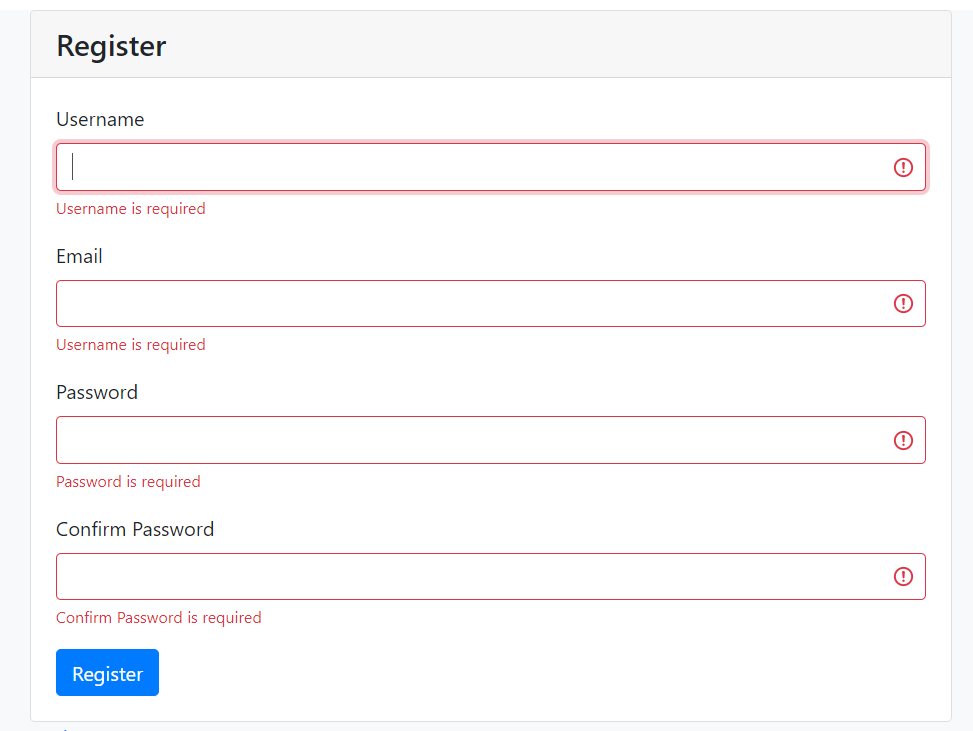 Register
Username
Username is required
Email
Username is required
Password
Password is required
Confirm Password
Confirm Password is required
Register